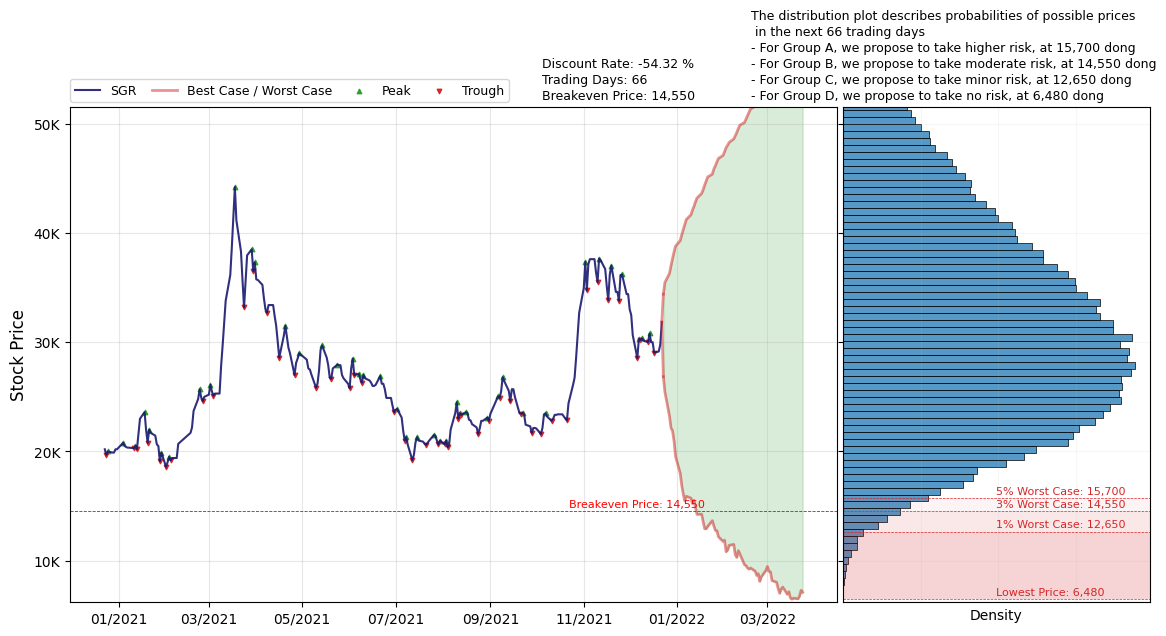 The distribution plot describes probabilities of possible prices
in the next 66 trading days
- For Group A, we propose to take higher risk, at 15,700 dong
- For Group B, we propose to take moderate risk, at 14,550 dong
- For Group C, we propose to take minor risk, at 12,650 dong
- For Group D, we propose to take no risk, at 6,480 dong
Discount Rate: -54.32 %
Trading Days: 66
Breakeven Price: 14,550
SGR
Best Case / Worst Case
Peak
Trough
Stock Price
50K
40K
30K
20K
10K
Breakeven Price: 14,550
5% Worst Case: 15,700
3% Worst Case: 14,550
1% Worst Case: 12,650
Lowest Price: 6,480
01/2021
03/2021
05/2021
07/2021
09/2021
11/2021
01/2022
03/2022
Density